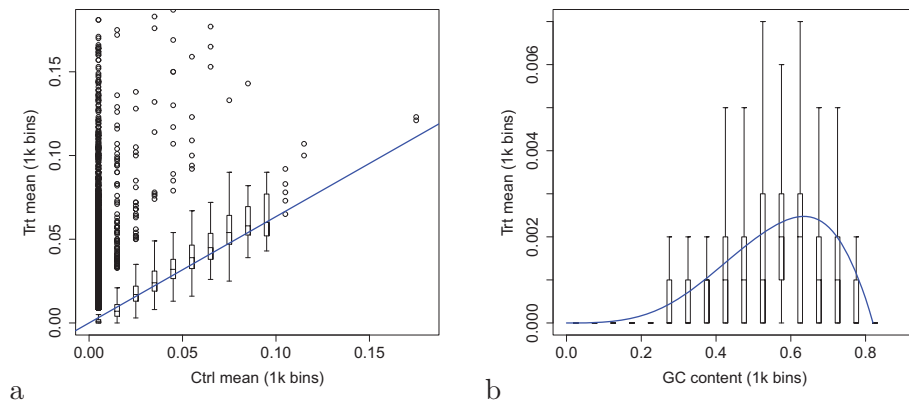 Trt mean (1k bins)
0.00 0.05 0.10 0.15
0.00 0.05 0.10 0.15
Ctrl mean (1k bins)
a
Trt mean (1k bins)
0.000 0.002 0.004 0.006
0.0 0.2 0.4 0.6 0.8
GC content (1k bins)
b